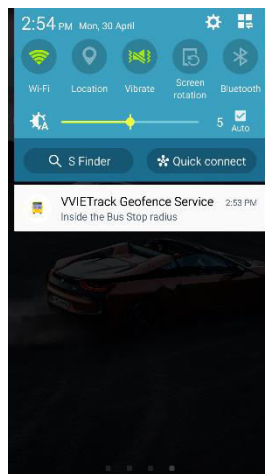 2:54 PM Mon, 30 April
Wi-Fi Location Vibrate Screen rotation Bluetooth
A 5 Auto
S Finder Quick connect
VVIETrack Geofence Service 2:53 PM
Inside the Bus Stop radius